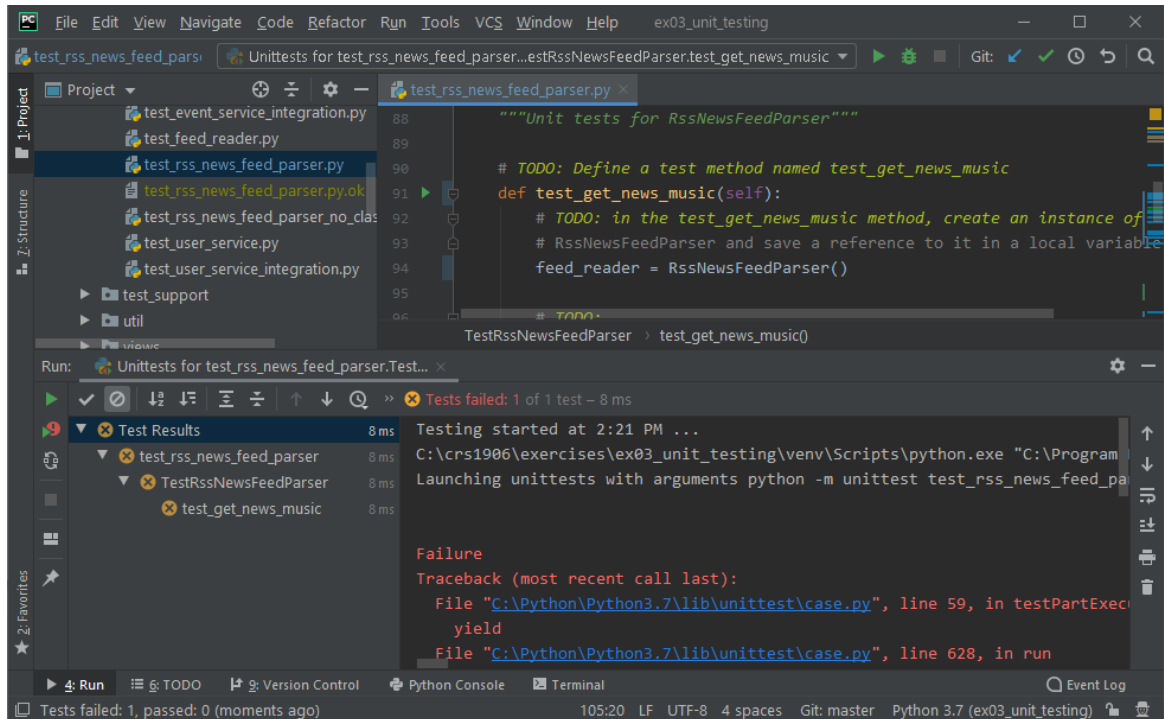 PC File Edit View Navigate Code Refactor Run Tools VCS Window Help ex03_unit_testing
test_rss_news_feed_pars Unittests for test_rss_news_feed_parser...estRssNewsFeedParser.test_get_news_music Git:
1: Project
7: Structure
2: Favorites
Project
test_event_service_integration.py
test_feed_reader.py
test_rss_news_feed_parser.py
test_rss_news_feed_parser.py.ok
test_rss_news_feed_parser_no_clas
test_user_service.py
test_user_service_integration.py
test_support
util
views
test_rss_news_feed_parser.py
88 """Unit tests for RssNewsFeedParser"""
89
90 # TODO: Define a test method named test_get_news_music
91 def test_get_news_music(self):
92 # TODO: in the test_get_news_music method, create an instance of
93 # RssNewsFeedParser and save a reference to it in a local variable
94 feed_reader = RssNewsFeedParser()
95
96 # TODO:
TestRssNewsFeedParser › test_get_news_music()
Run: Unittests for test_rss_news_feed_parser.Test...
» Tests failed: 1 of 1 test – 8 ms
Test Results 8 ms
test_rss_news_feed_parser 8 ms
TestRssNewsFeedParser 8 ms
test_get_news_music 8 ms
Testing started at 2:21 PM ...
C:\crs1906\exercises\ex03_unit_testing\venv\Scripts\python.exe "C:\Program
Launching unittests with arguments python -m unittest test_rss_news_feed_pa
Failure
Traceback (most recent call last):
File "C:\Python\Python3.7\lib\unittest\case.py", line 59, in testPartExecu
yield
File "C:\Python\Python3.7\lib\unittest\case.py", line 628, in run
4: Run 6: TODO 9: Version Control Python Console Terminal Event Log
Tests failed: 1, passed: 0 (moments ago) 105:20 LF UTF-8 4 spaces Git: master Python 3.7 (ex03_unit_testing)